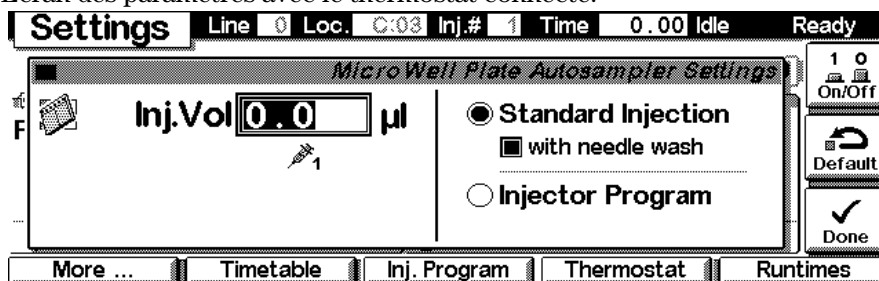 Ecran des paramètres avec le thermostat connecté.
Settings Line 0 Loc. C:03 Inj.# 1 Time 0.00 Idle Ready
MicroWell Plate Autosampler Settings
1 0
On/Off
Inj.Vol 0.0 µl
1
Standard Injection
with needle wash
Injector Program
F
Default
Done
More ... Timetable Inj. Program Thermostat Runtimes